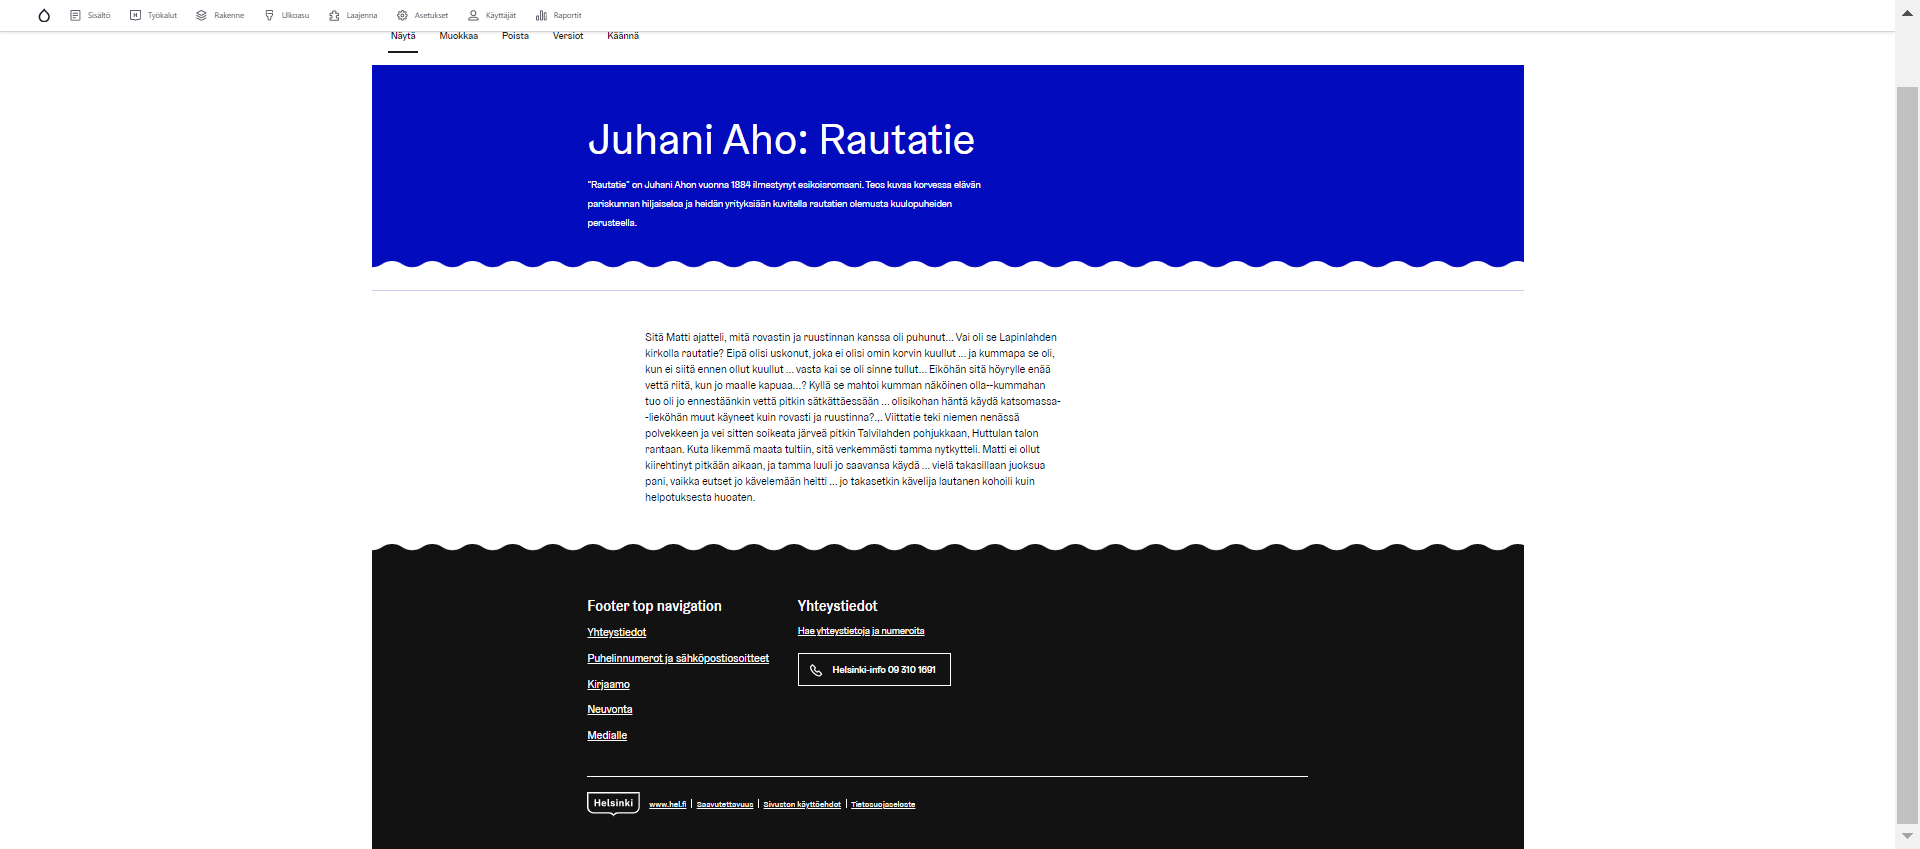 Sisältö Työkalut Rakenne Ulkoasu Laajenna Asetukset Käyttäjät Raportit
Näytä Muokkaa Poista Versiot Käännä
Juhani Aho: Rautatie
"Rautatie" on Juhani Ahon vuonna 1884 ilmestynyt esikoisromaani. Teos kuvaa korvessa elävän
pariskunnan hiljaiseloa ja heidän yrityksiään kuvitella rautatien olemusta kuulopuheiden
perusteella.
Sitä Matti ajatteli, mitä rovastin ja ruustinnan kanssa oli puhunut... Vai oli se Lapinlahden
kirkolla rautatie? Eipä olisi uskonut, joka ei olisi omin korvin kuullut ... ja kummapa se oli,
kun ei siitä ennen ollut kuullut ... vasta kai se oli sinne tullut... Eiköhän sitä höyrylle enää
vettä riitä, kun jo maalle kapuaa...? Kyllä se mahtoi kumman näköinen olla--kummahan
tuo oli jo ennestäänkin vettä pitkin sätkättäessään ... olisikohan häntä käydä katsomassa-
-lieköhän muut käyneet kuin rovasti ja ruustinna?.,. Viittatie teki niemen nenässä
polvekkeen ja vei sitten soikeata järveä pitkin Talvilahden pohjukkaan, Huttulan talon
rantaan. Kuta likemmä maata tultiin, sitä verkemmästi tamma nytkytteli. Matti ei ollut
kiirehtinyt pitkään aikaan, ja tamma luuli jo saavansa käydä ... vielä takasillaan juoksua
pani, vaikka eutset jo kävelemään heitti ... jo takasetkin kävelijä lautanen kohoili kuin
helpotuksesta huoaten.
Footer top navigation
Yhteystiedot
Puhelinnumerot ja sähköpostiosoitteet
Kirjaamo
Neuvonta
Medialle
Yhteystiedot
Hae yhteystietoja ja numeroita
Helsinki-info 09 310 1691
Helsinki www.hel.fi | Saavutettavuus | Sivuston käyttöehdot | Tietosuojaseloste